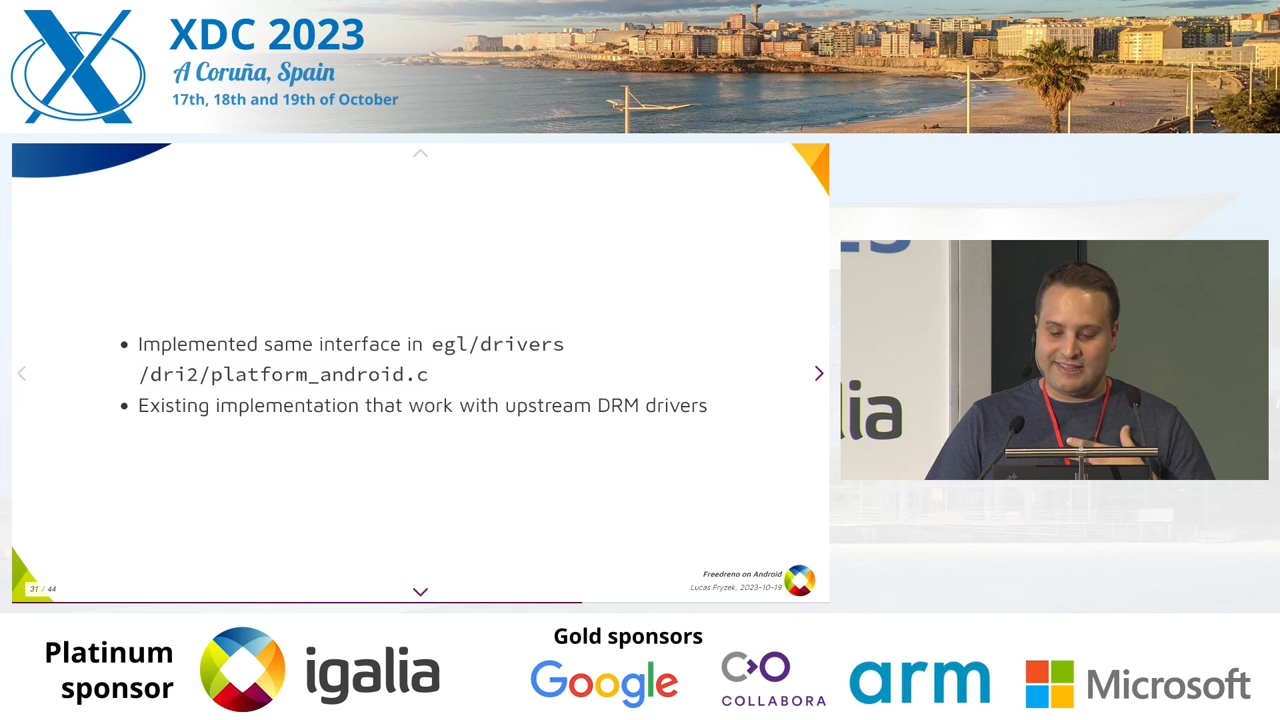 XDC 2023
A Coruña, Spain
17th, 18th and 19th of October
Implemented same interface in egl/drivers
/dri2/platform_android.c
Existing implementation that work with upstream DRM drivers
31 / 44
Freedreno on Android
Lucas Fryzek, 2023-10-19
lia
Platinum
sponsor
igalia
Gold sponsors
Google
COLLABORA
arm
Microsoft